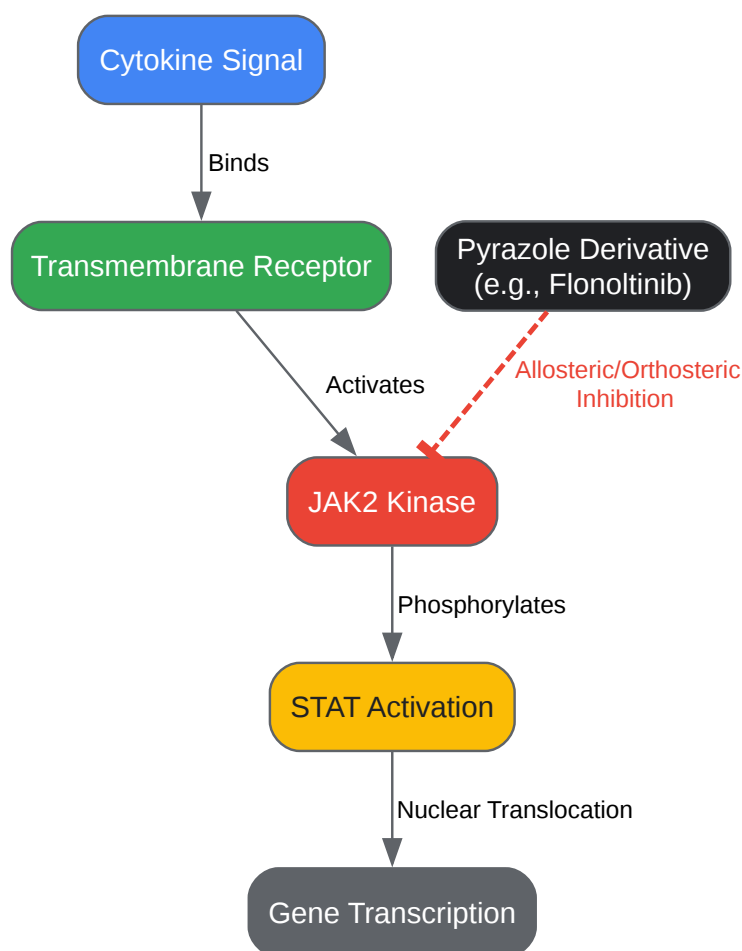 Cytokine Signal
Binds
Transmembrane Receptor
Pyrazole Derivative
(e.g., Flonoltinib)
Activates
Allosteric/Orthosteric
Inhibition
JAK2 Kinase
Phosphorylates
STAT Activation
Nuclear Translocation
Gene Transcription